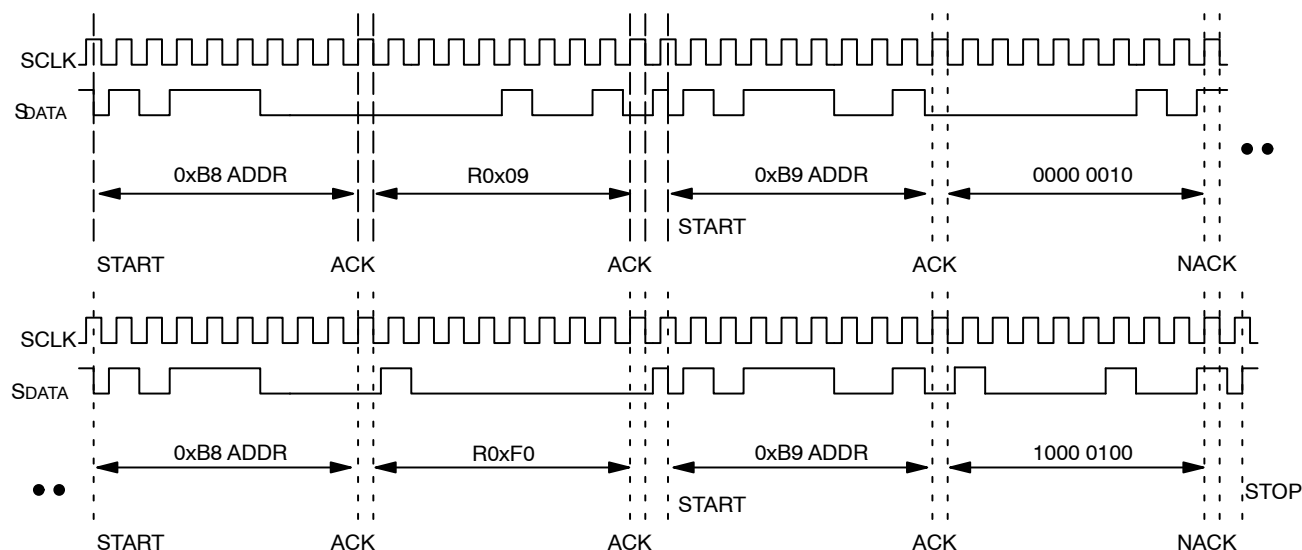 SCLK
SDATA
0xB8 ADDR R0x09 0xB9 ADDR 0000 0010
START
START ACK ACK ACK NACK
SCLK
SDATA
0xB8 ADDR R0xF0 0xB9 ADDR 1000 0100
START STOP
START ACK ACK ACK NACK